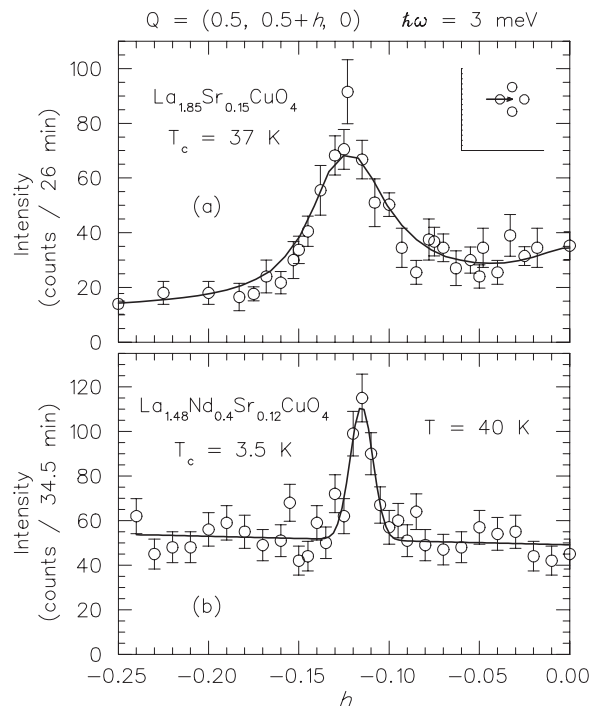 Q = (0.5, 0.5+h, 0)   ħω = 3 meV
100
80
60
40
20
0
Intensity
(counts / 26 min)
La₁.₈₅Sr₀.₁₅CuO₄
T_c = 37 K
(a)
120
100
80
60
40
20
0
Intensity
(counts / 34.5 min)
La₁.₄₈Nd₀.₄Sr₀.₁₂CuO₄
T_c = 3.5 K
T = 40 K
(b)
−0.25 −0.20 −0.15 −0.10 −0.05 0.00
h